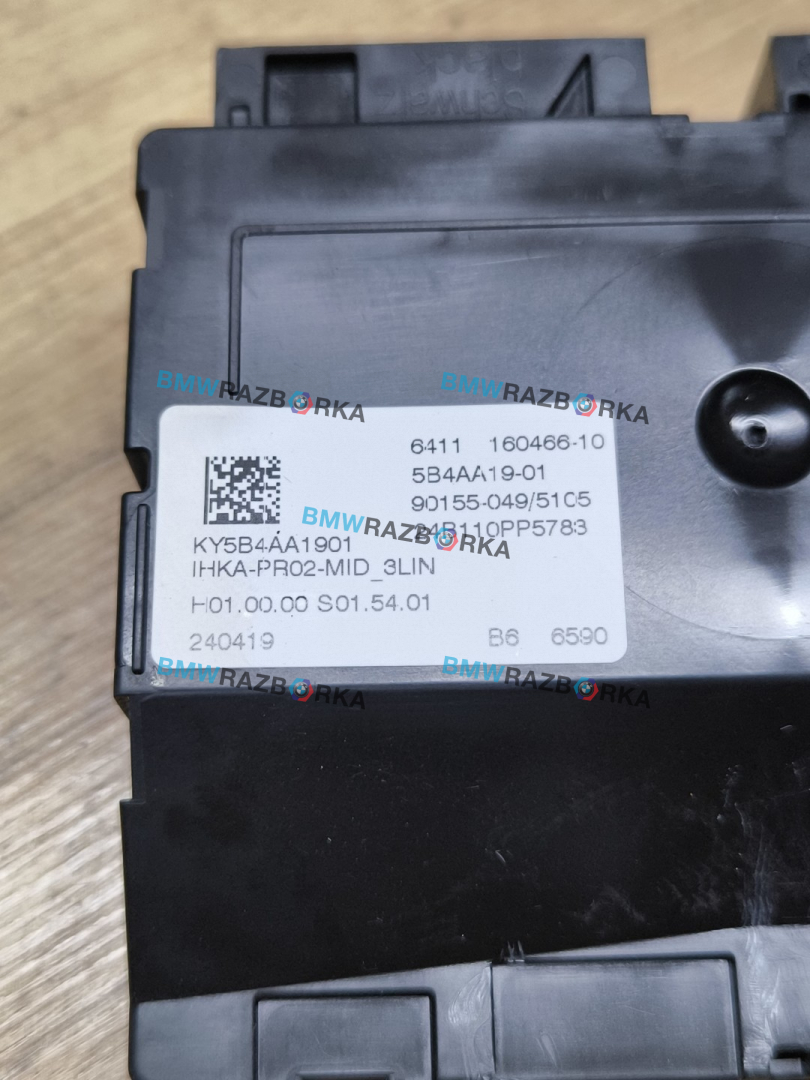 black
Schwarz
BMWRAZBORKA
BMWRAZBORKA
6411 160466-10
5B4AA19-01
90155-049/5105
BMWRAZBORKA
KY5B4AA1901
IHKA-PR02-MID_3LIN
H01.00.00 S01.54.01
240419 B6 6590
BMWRAZBORKA
BMWRAZBORKA